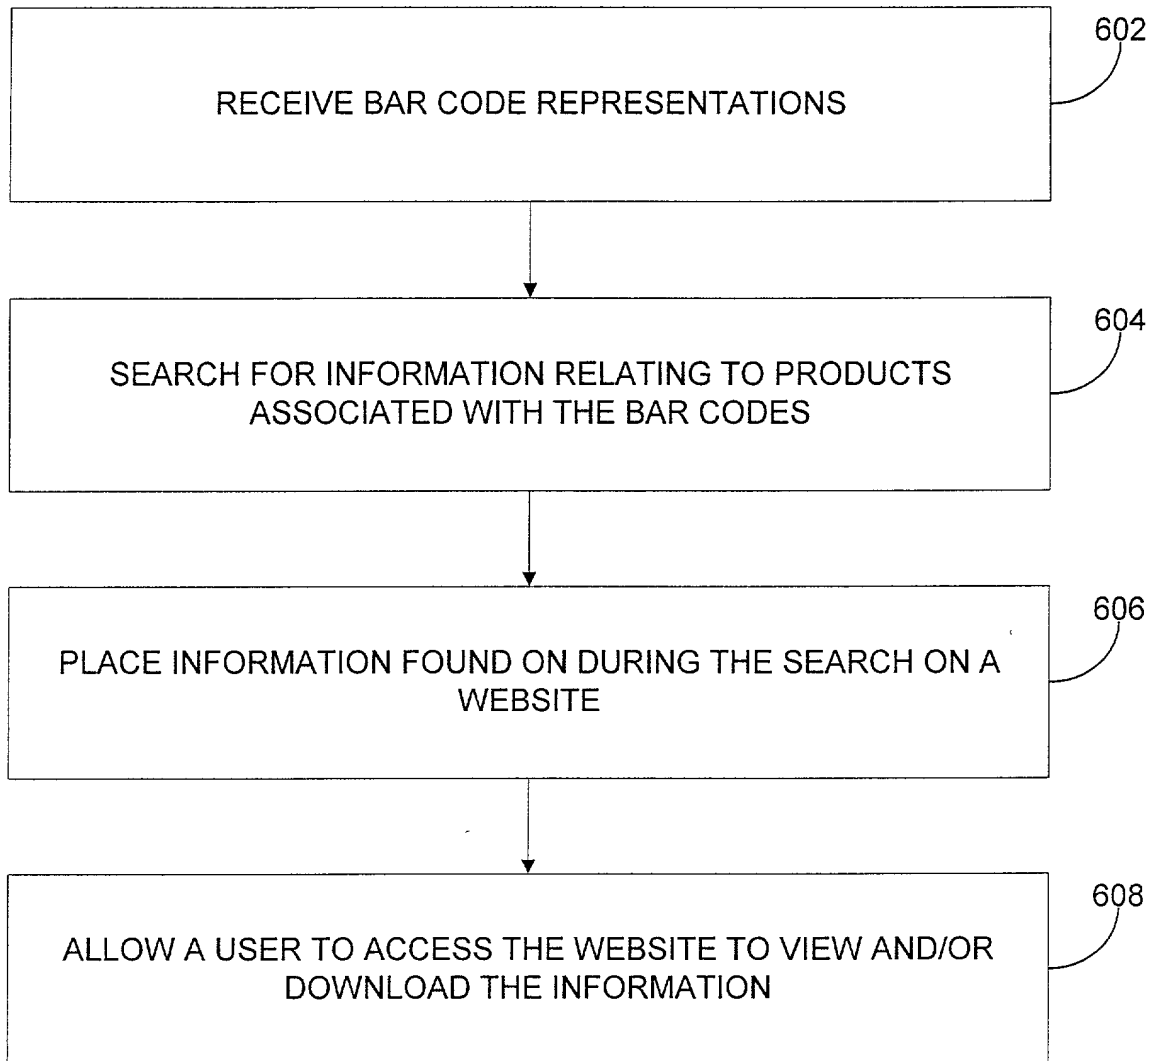 602
RECEIVE BAR CODE REPRESENTATIONS
604
SEARCH FOR INFORMATION RELATING TO PRODUCTS
ASSOCIATED WITH THE BAR CODES
606
PLACE INFORMATION FOUND ON DURING THE SEARCH ON A
WEBSITE
608
ALLOW A USER TO ACCESS THE WEBSITE TO VIEW AND/OR
DOWNLOAD THE INFORMATION